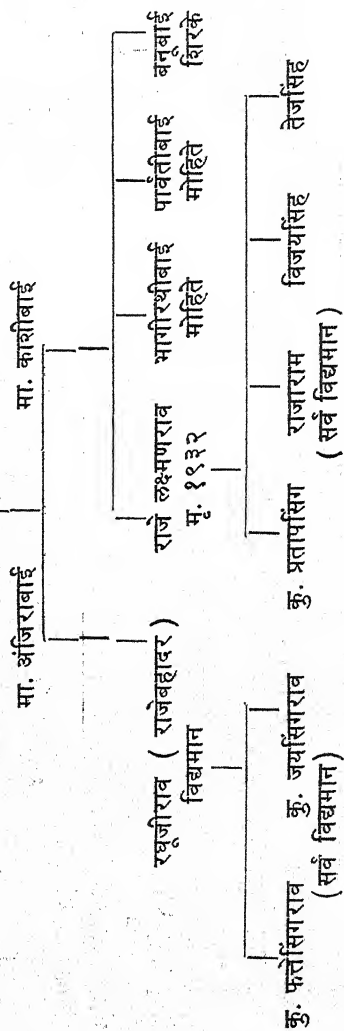 मा. अंजिराबाई मा. काशीबाई
रघूजीराव ( राजेबहादर ) राजे लक्ष्मणराव भागीरथीबाई पार्वतीबाई बनूबाई
विद्यमान मृ. १९३२ मोहिते मोहिते शिरके
कु. फत्तेसिंगराव कु. जयसिंगराव कु. प्रतापसिंग राजाराम विजयसिंह तेजसिंह
(सर्व विद्यमान) ( सर्व विद्यमान )